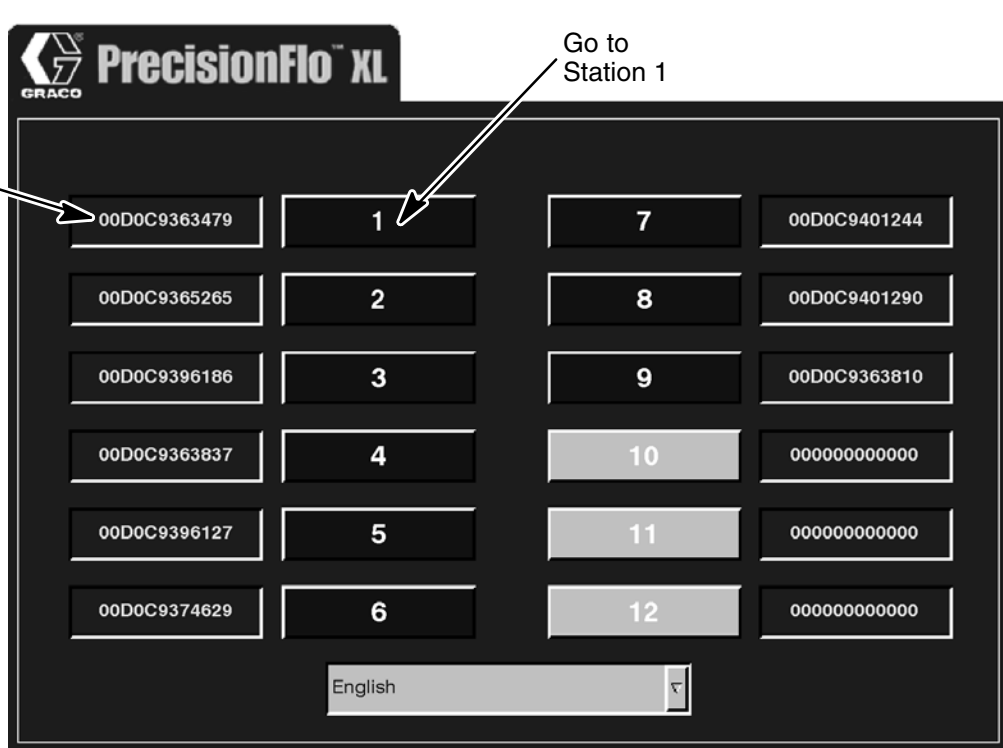 GRACO
PrecisionFlo™ XL
Go to
Station 1
00D0C9363479 1 7 00D0C9401244
00D0C9365265 2 8 00D0C9401290
00D0C9396186 3 9 00D0C9363810
00D0C9363837 4 10 000000000000
00D0C9396127 5 11 000000000000
00D0C9374629 6 12 000000000000
English